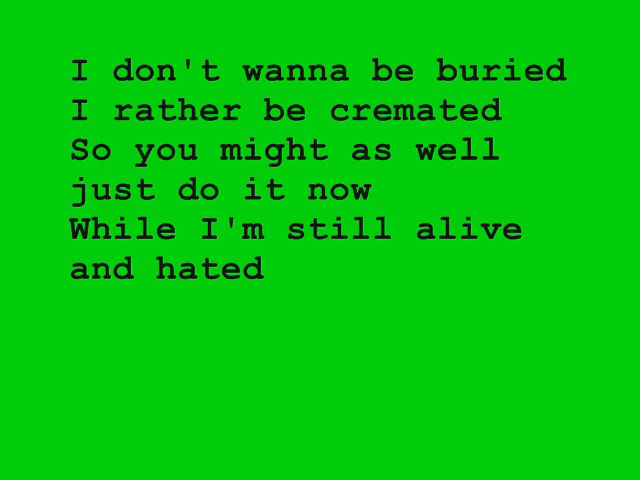 I don't wanna be buried
I rather be cremated
So you might as well
just do it now
While I'm still alive
and hated